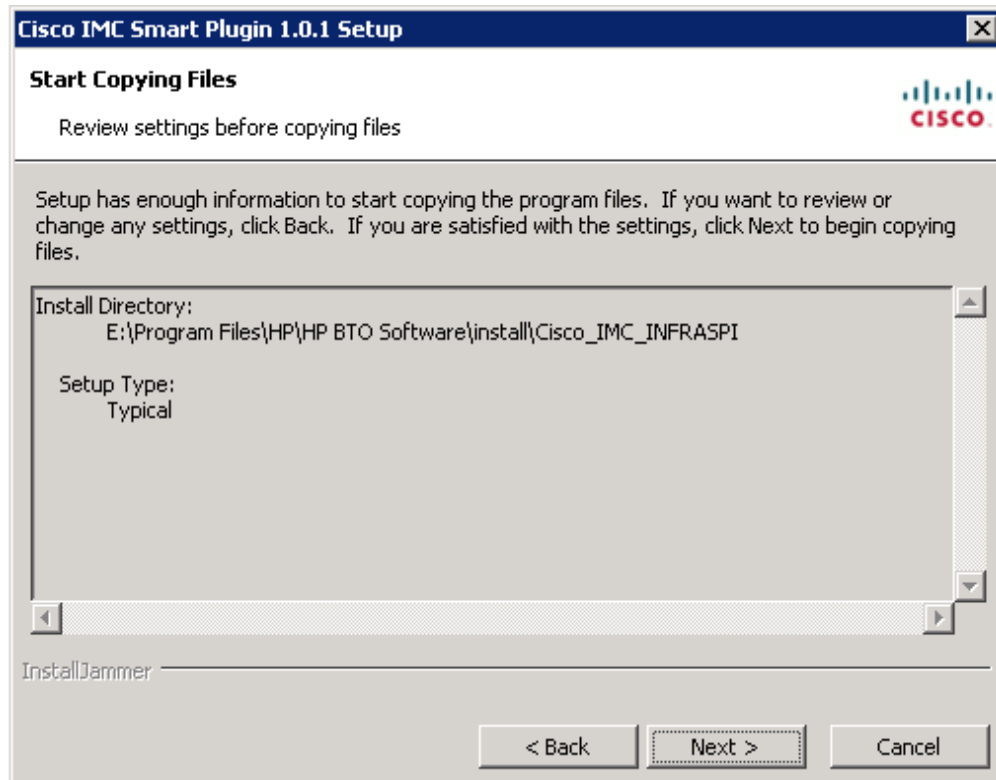 Cisco IMC Smart Plugin 1.0.1 Setup
Start Copying Files
Review settings before copying files
CISCO.
Setup has enough information to start copying the program files.  If you want to review or
change any settings, click Back.  If you are satisfied with the settings, click Next to begin copying
files.
Install Directory:
E:\Program Files\HP\HP BTO Software\install\Cisco_IMC_INFRASPI
Setup Type:
Typical
InstallJammer
< Back
Next >
Cancel